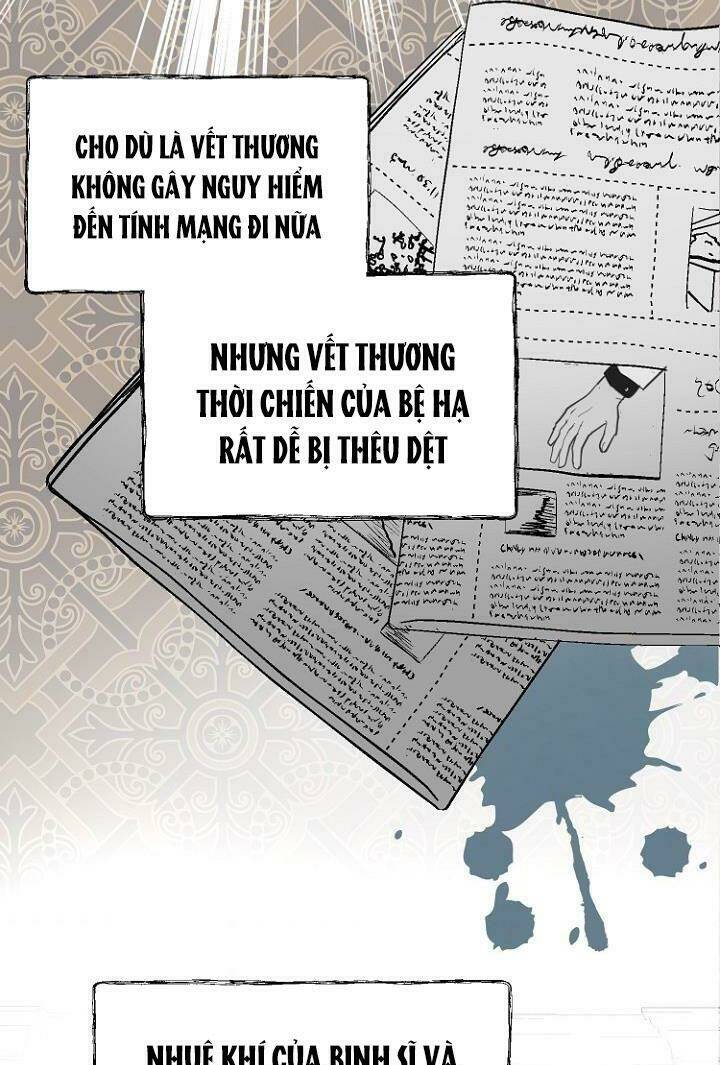 CHO DÙ LÀ VẾT THƯƠNG
KHÔNG GÂY NGUY HIỂM
ĐẾN TÍNH MẠNG ĐI NỮA
NHƯNG VẾT THƯƠNG
THỜI CHIẾN CỦA BỆ HẠ
RẤT DỄ BỊ THÊU DỆT
NHUỆ KHÍ CỦA BINH SĨ VÀ